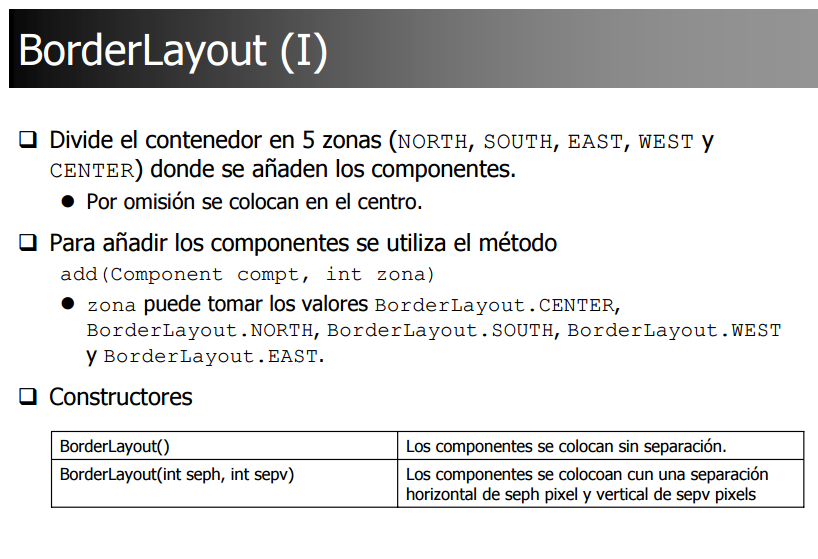 BorderLayout (I)
❑ Divide el contenedor en 5 zonas (NORTH, SOUTH, EAST, WEST y
CENTER) donde se añaden los componentes.
● Por omisión se colocan en el centro.
❑ Para añadir los componentes se utiliza el método
add(Component compt, int zona)
● zona puede tomar los valores BorderLayout.CENTER,
BorderLayout.NORTH, BorderLayout.SOUTH, BorderLayout.WEST
y BorderLayout.EAST.
❑ Constructores
BorderLayout() Los componentes se colocan sin separación.
BorderLayout(int seph, int sepv) Los componentes se colocoan cun una separación
horizontal de seph pixel y vertical de sepv pixels